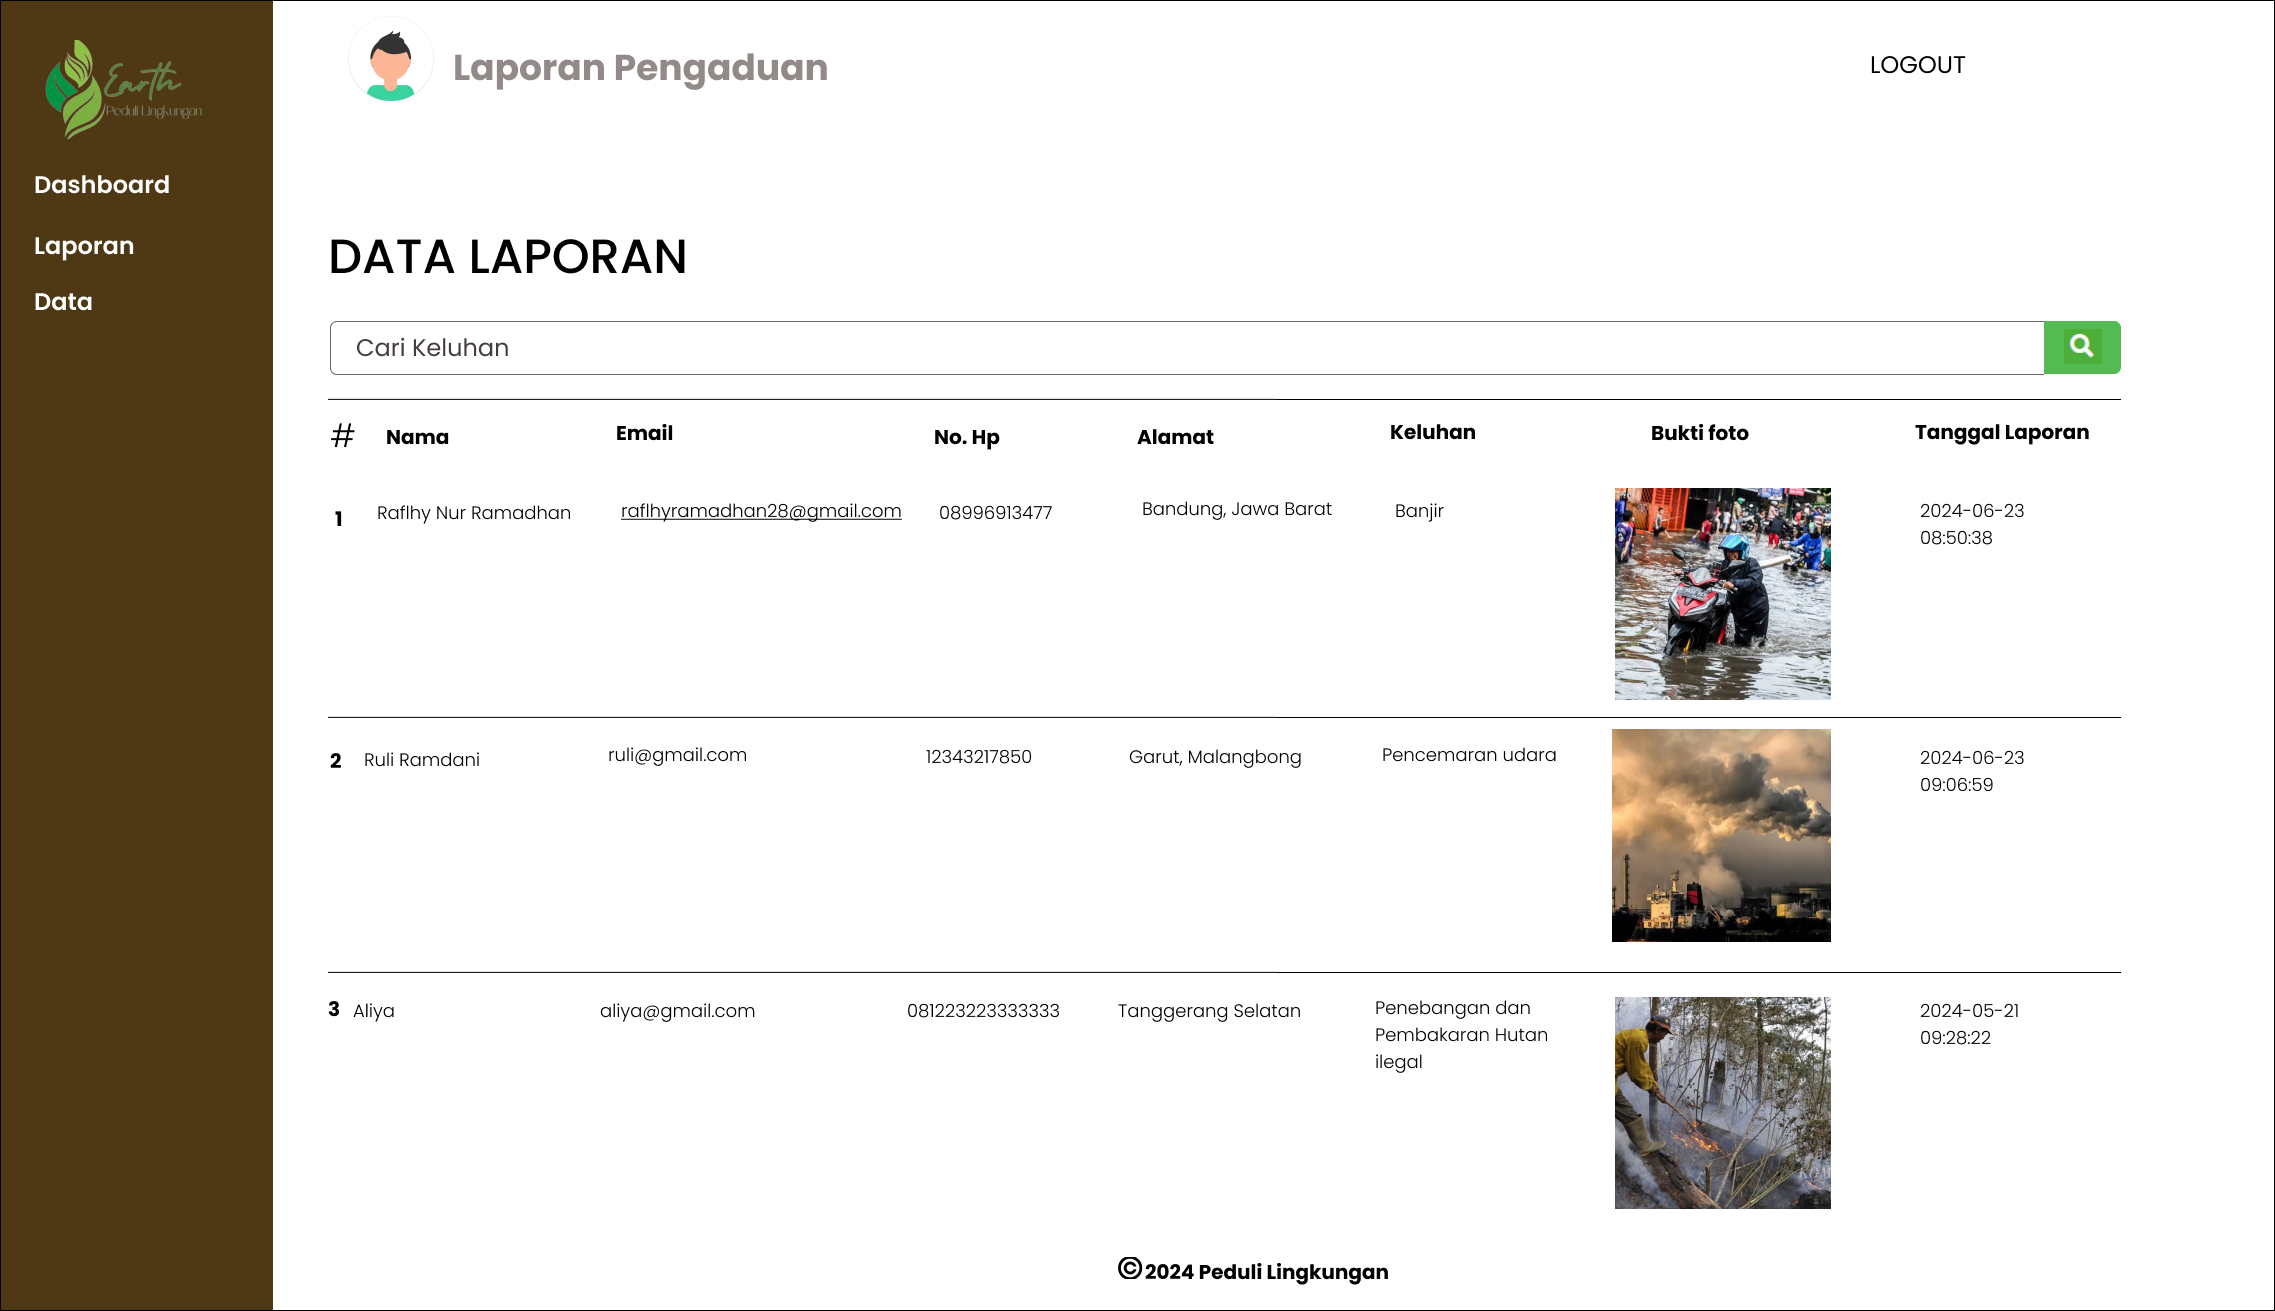 Earth
Peduli Lingkungan
Laporan Pengaduan
LOGOUT
Dashboard
Laporan
Data
DATA LAPORAN
Cari Keluhan
# Nama Email No. Hp Alamat Keluhan Bukti foto Tanggal Laporan
1 Raflhy Nur Ramadhan raflhyramadhan28@gmail.com 08996913477 Bandung, Jawa Barat Banjir 2024-06-23
08:50:38
2 Ruli Ramdani ruli@gmail.com 12343217850 Garut, Malangbong Pencemaran udara 2024-06-23
09:06:59
3 Aliya aliya@gmail.com 081223223333333 Tanggerang Selatan Penebangan dan 2024-05-21
Pembakaran Hutan 09:28:22
ilegal
©2024 Peduli Lingkungan